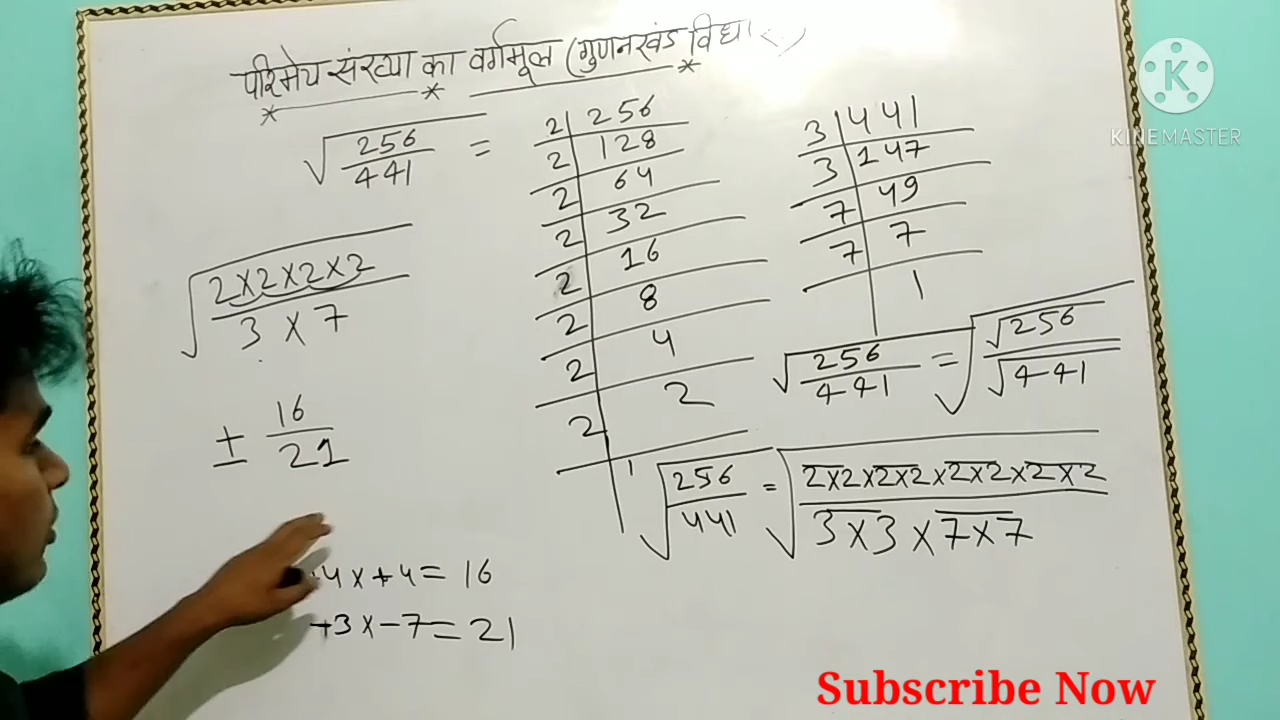 परिमेय संख्या का वर्गमूल (गुणनखंड विधा
√256/441 =
2 | 256
2 | 128
2 | 64
2 | 32
2 | 16
2 | 8
2 | 4
2 | 2
1
3 | 441
3 | 147
7 | 49
7 | 7
1
√2×2×2×2/3×7
± 16/21
4×+4=16
-3×-7=21
√256/441 = √√256/√441
√256/441 = √2×2×2×2×2×2×2×2/3×3×7×7
KINEMASTER
Subscribe Now